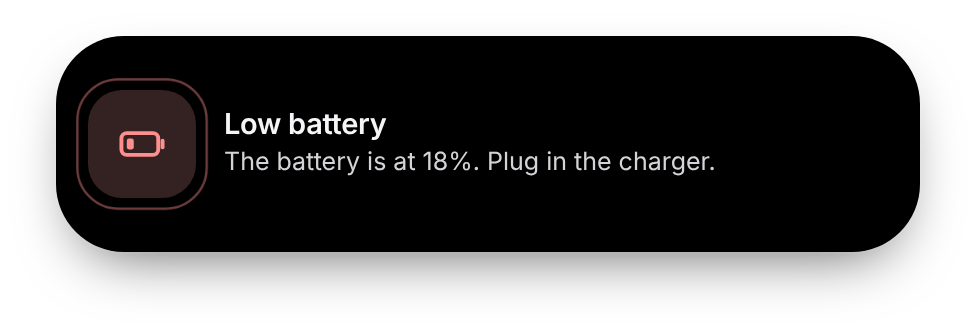 Low battery
The battery is at 18%. Plug in the charger.